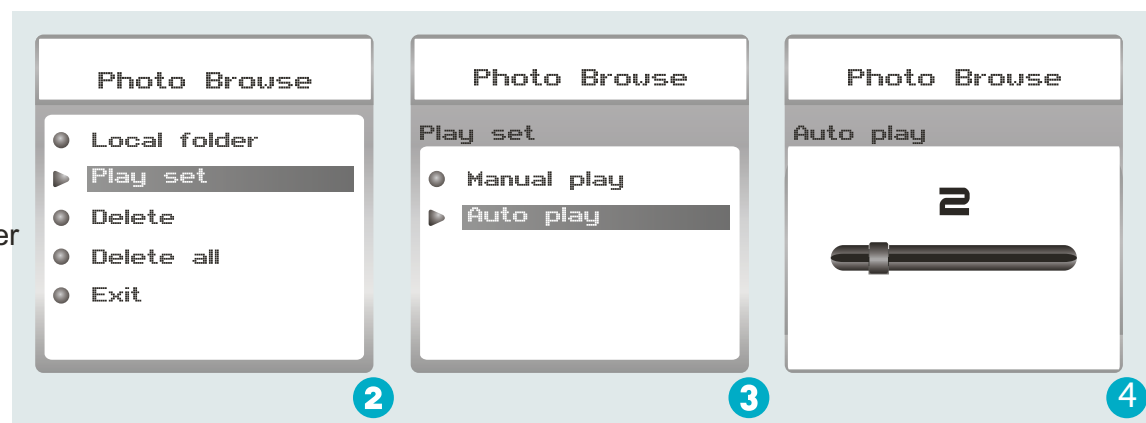 Photo Browse
Local folder
Play set
Delete
Delete all
Exit
2
Photo Browse
Play set
Manual play
Auto play
3
Photo Browse
Auto play
2
4
er